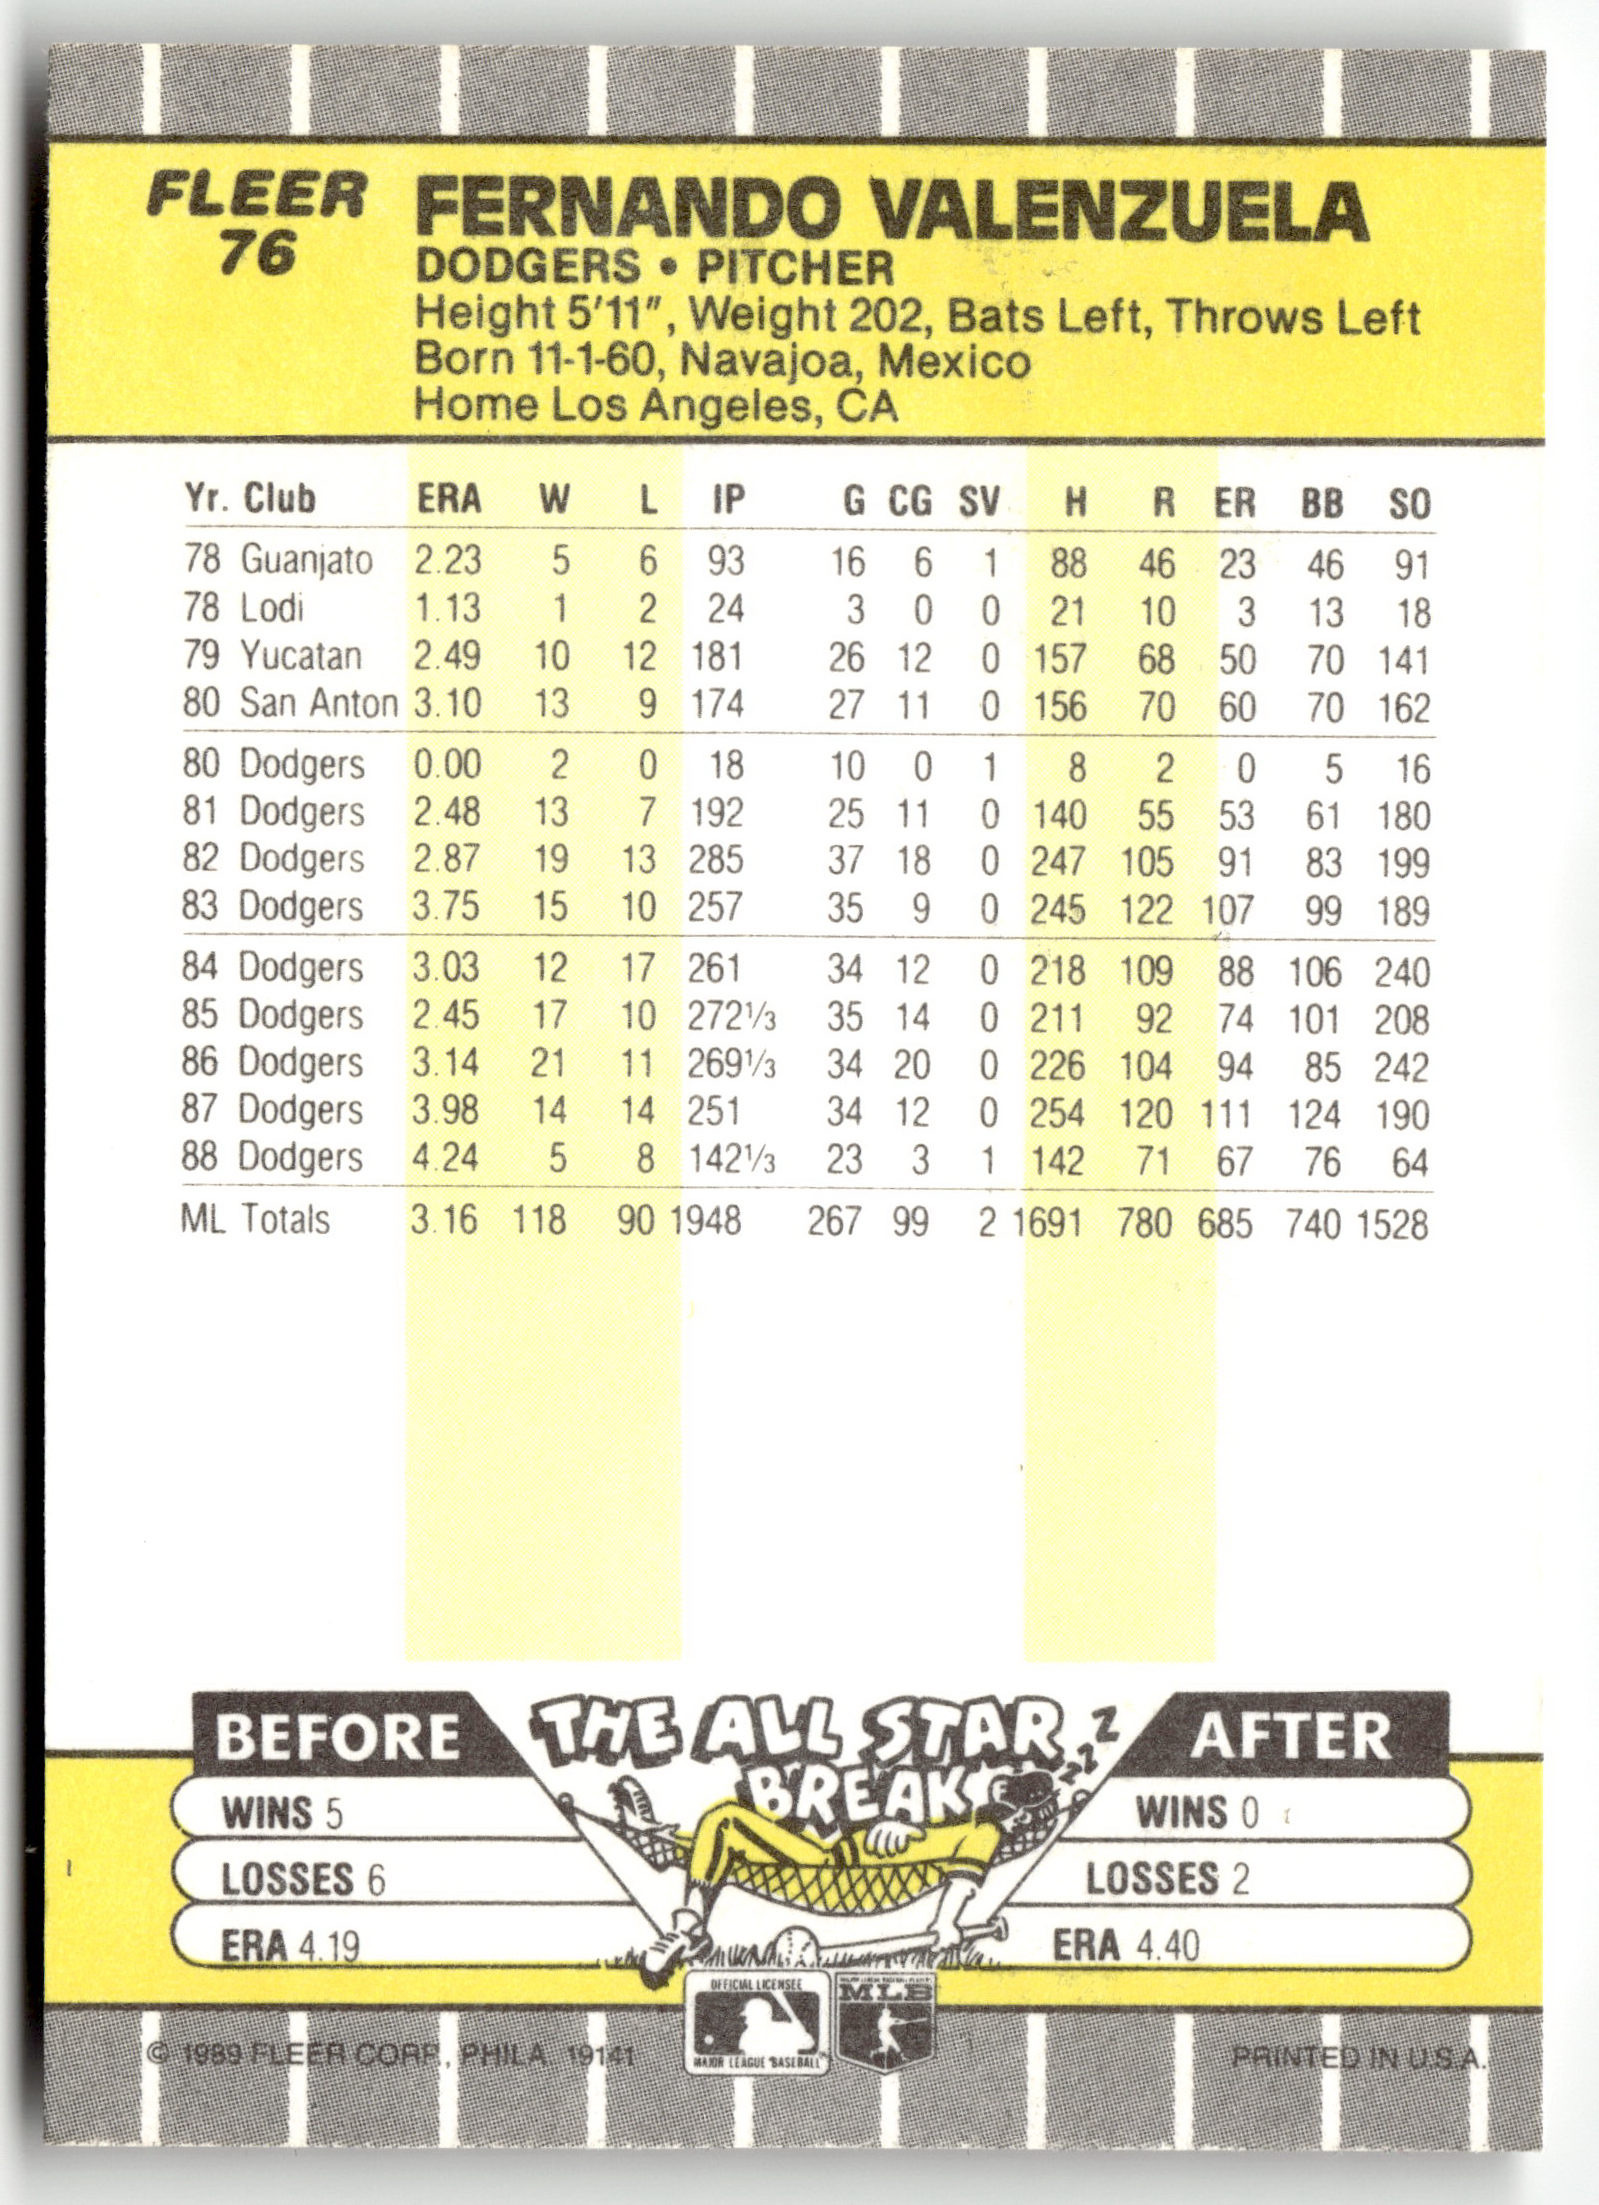 FLEER
76
FERNANDO VALENZUELA
DODGERS • PITCHER
Height 5'11", Weight 202, Bats Left, Throws Left
Born 11-1-60, Navajoa, Mexico
Home Los Angeles, CA
Yr. Club ERA W L IP G CG SV H R ER BB SO
78 Guanjato 2.23 5 6 93 16 6 1 88 46 23 46 91
78 Lodi 1.13 1 2 24 3 0 0 21 10 3 13 18
79 Yucatan 2.49 10 12 181 26 12 0 157 68 50 70 141
80 San Anton 3.10 13 9 174 27 11 0 156 70 60 70 162
80 Dodgers 0.00 2 0 18 10 0 1 8 2 0 5 16
81 Dodgers 2.48 13 7 192 25 11 0 140 55 53 61 180
82 Dodgers 2.87 19 13 285 37 18 0 247 105 91 83 199
83 Dodgers 3.75 15 10 257 35 9 0 245 122 107 99 189
84 Dodgers 3.03 12 17 261 34 12 0 218 109 88 106 240
85 Dodgers 2.45 17 10 272⅓ 35 14 0 211 92 74 101 208
86 Dodgers 3.14 21 11 269⅓ 34 20 0 226 104 94 85 242
87 Dodgers 3.98 14 14 251 34 12 0 254 120 111 124 190
88 Dodgers 4.24 5 8 142⅓ 23 3 1 142 71 67 76 64
ML Totals 3.16 118 90 1948 267 99 2 1691 780 685 740 1528
BEFORE THE ALL STAR BREAK ZZZ AFTER
WINS 5 WINS 0
LOSSES 6 LOSSES 2
ERA 4.19 ERA 4.40
OFFICIAL LICENSEE
MAJOR LEAGUE BASEBALL
MLB
© 1989 FLEER CORP., PHILA. 19141 PRINTED IN U.S.A.